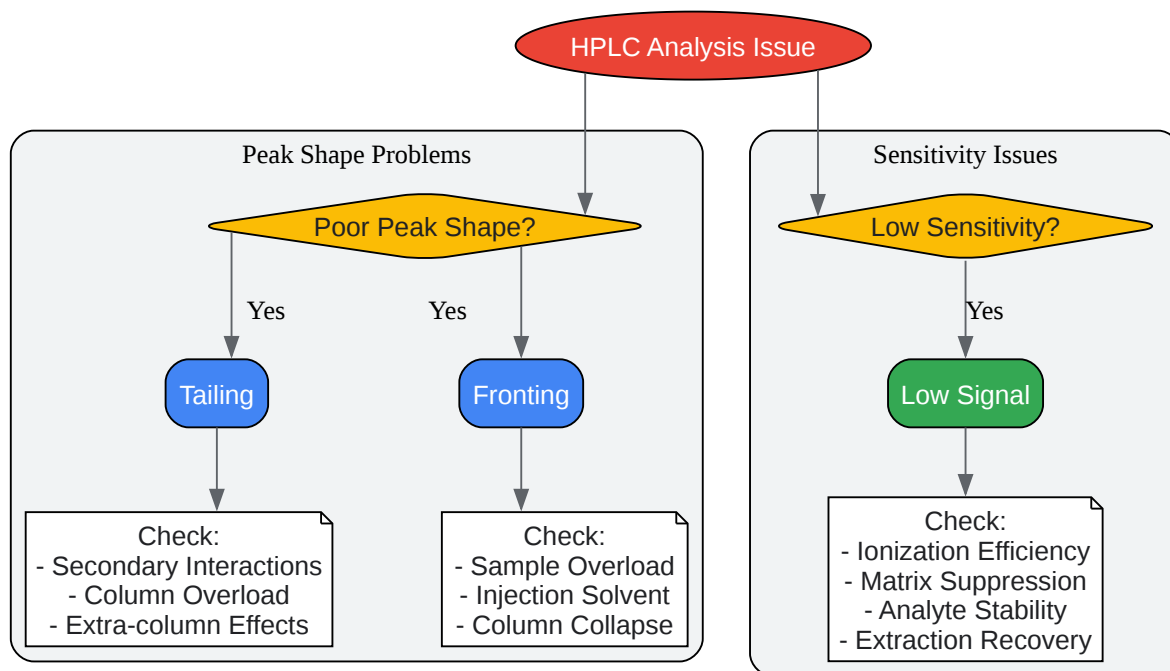 HPLC Analysis Issue
Peak Shape Problems
Poor Peak Shape?
Yes
Yes
Tailing
Fronting
Check:
- Secondary Interactions
- Column Overload
- Extra-column Effects
Check:
- Sample Overload
- Injection Solvent
- Column Collapse
Sensitivity Issues
Low Sensitivity?
Yes
Low Signal
Check:
- Ionization Efficiency
- Matrix Suppression
- Analyte Stability
- Extraction Recovery